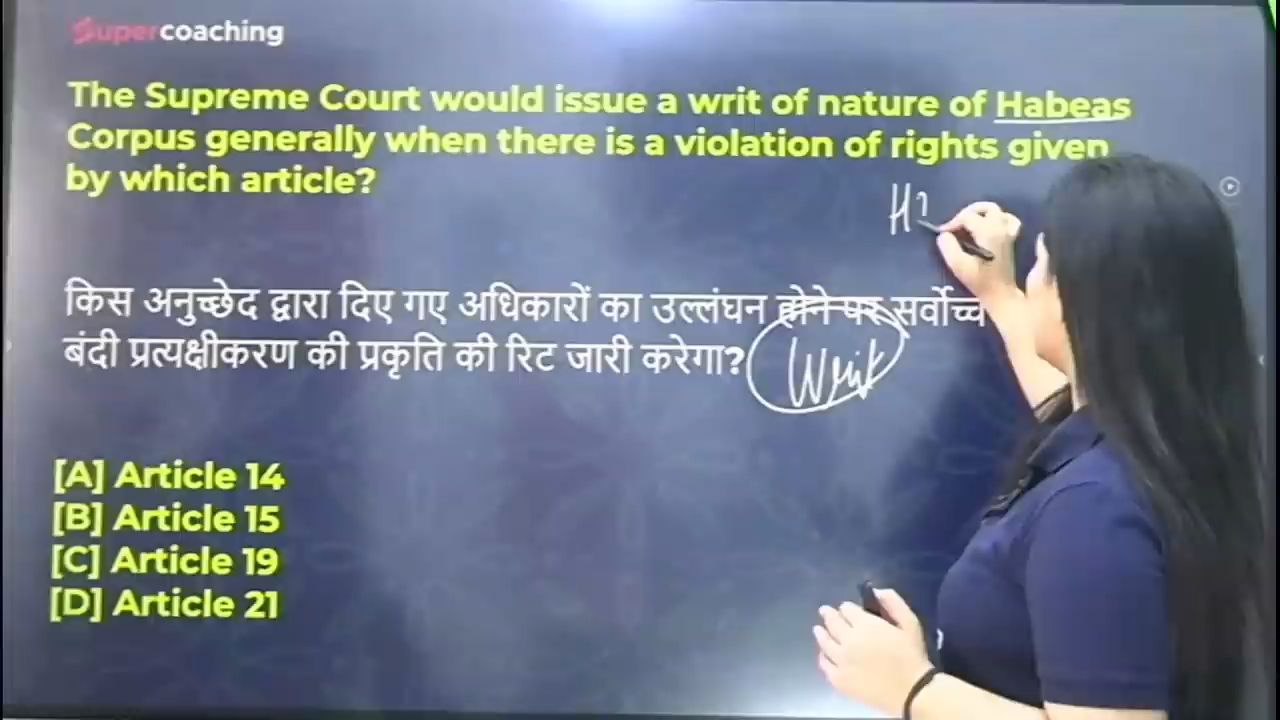 Supercoaching
The Supreme Court would issue a writ of nature of Habeas
Corpus generally when there is a violation of rights given
by which article?
किस अनुच्छेद द्वारा दिए गए अधिकारों का उल्लंघन होने पर सर्वोच्च
बंदी प्रत्यक्षीकरण की प्रकृति की रिट जारी करेगा?
Writ
[A] Article 14
[B] Article 15
[C] Article 19
[D] Article 21